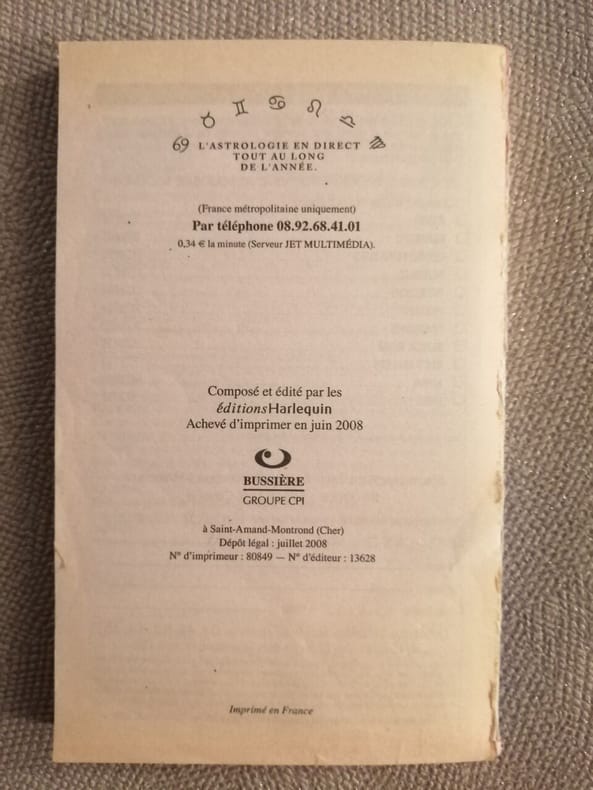 L'ASTROLOGIE EN DIRECT
TOUT AU LONG
DE L'ANNÉE.
(France métropolitaine uniquement)
Par téléphone 08.92.68.41.01
0,34 € la minute (Serveur JET MULTIMÉDIA).
Composé et édité par les
éditionsHarlequin
Achevé d'imprimer en juin 2008
BUSSIÈRE
GROUPE CPI
à Saint-Amand-Montrond (Cher)
Dépôt légal : juillet 2008
N° d'imprimeur : 80849 — N° d'éditeur : 13628
Imprimé en France